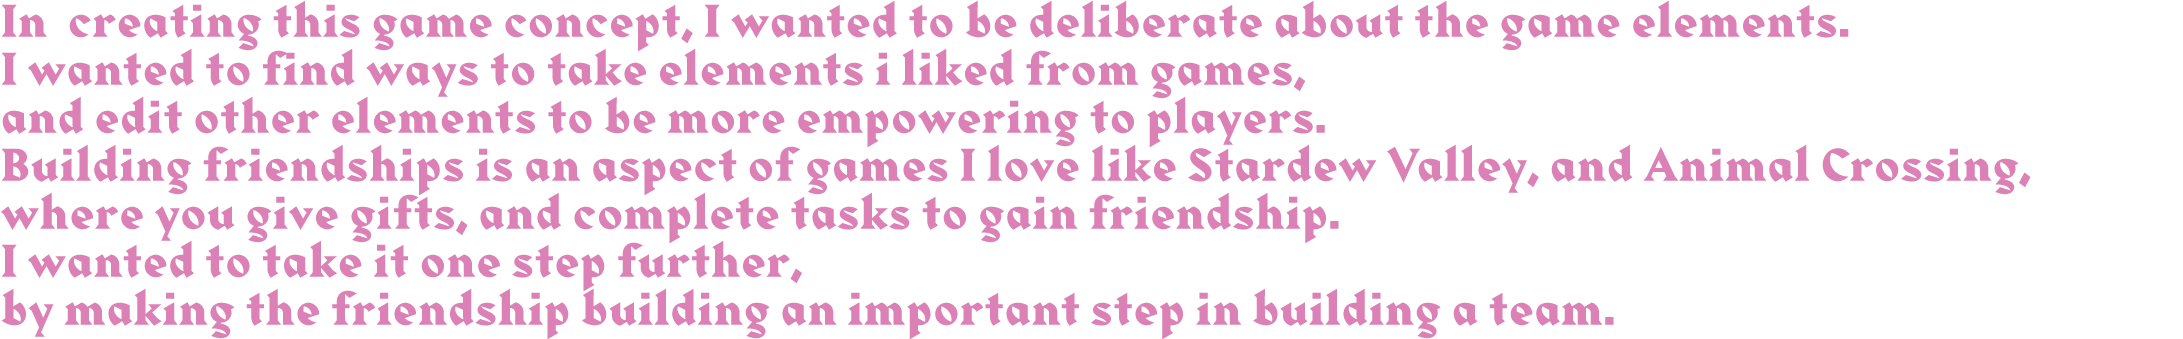 In  creating this game concept, I wanted to be deliberate about the game elements.
I wanted to find ways to take elements i liked from games,
and edit other elements to be more empowering to players.
Building friendships is an aspect of games I love like Stardew Valley, and Animal Crossing,
where you give gifts, and complete tasks to gain friendship.
I wanted to take it one step further,
by making the friendship building an important step in building a team.